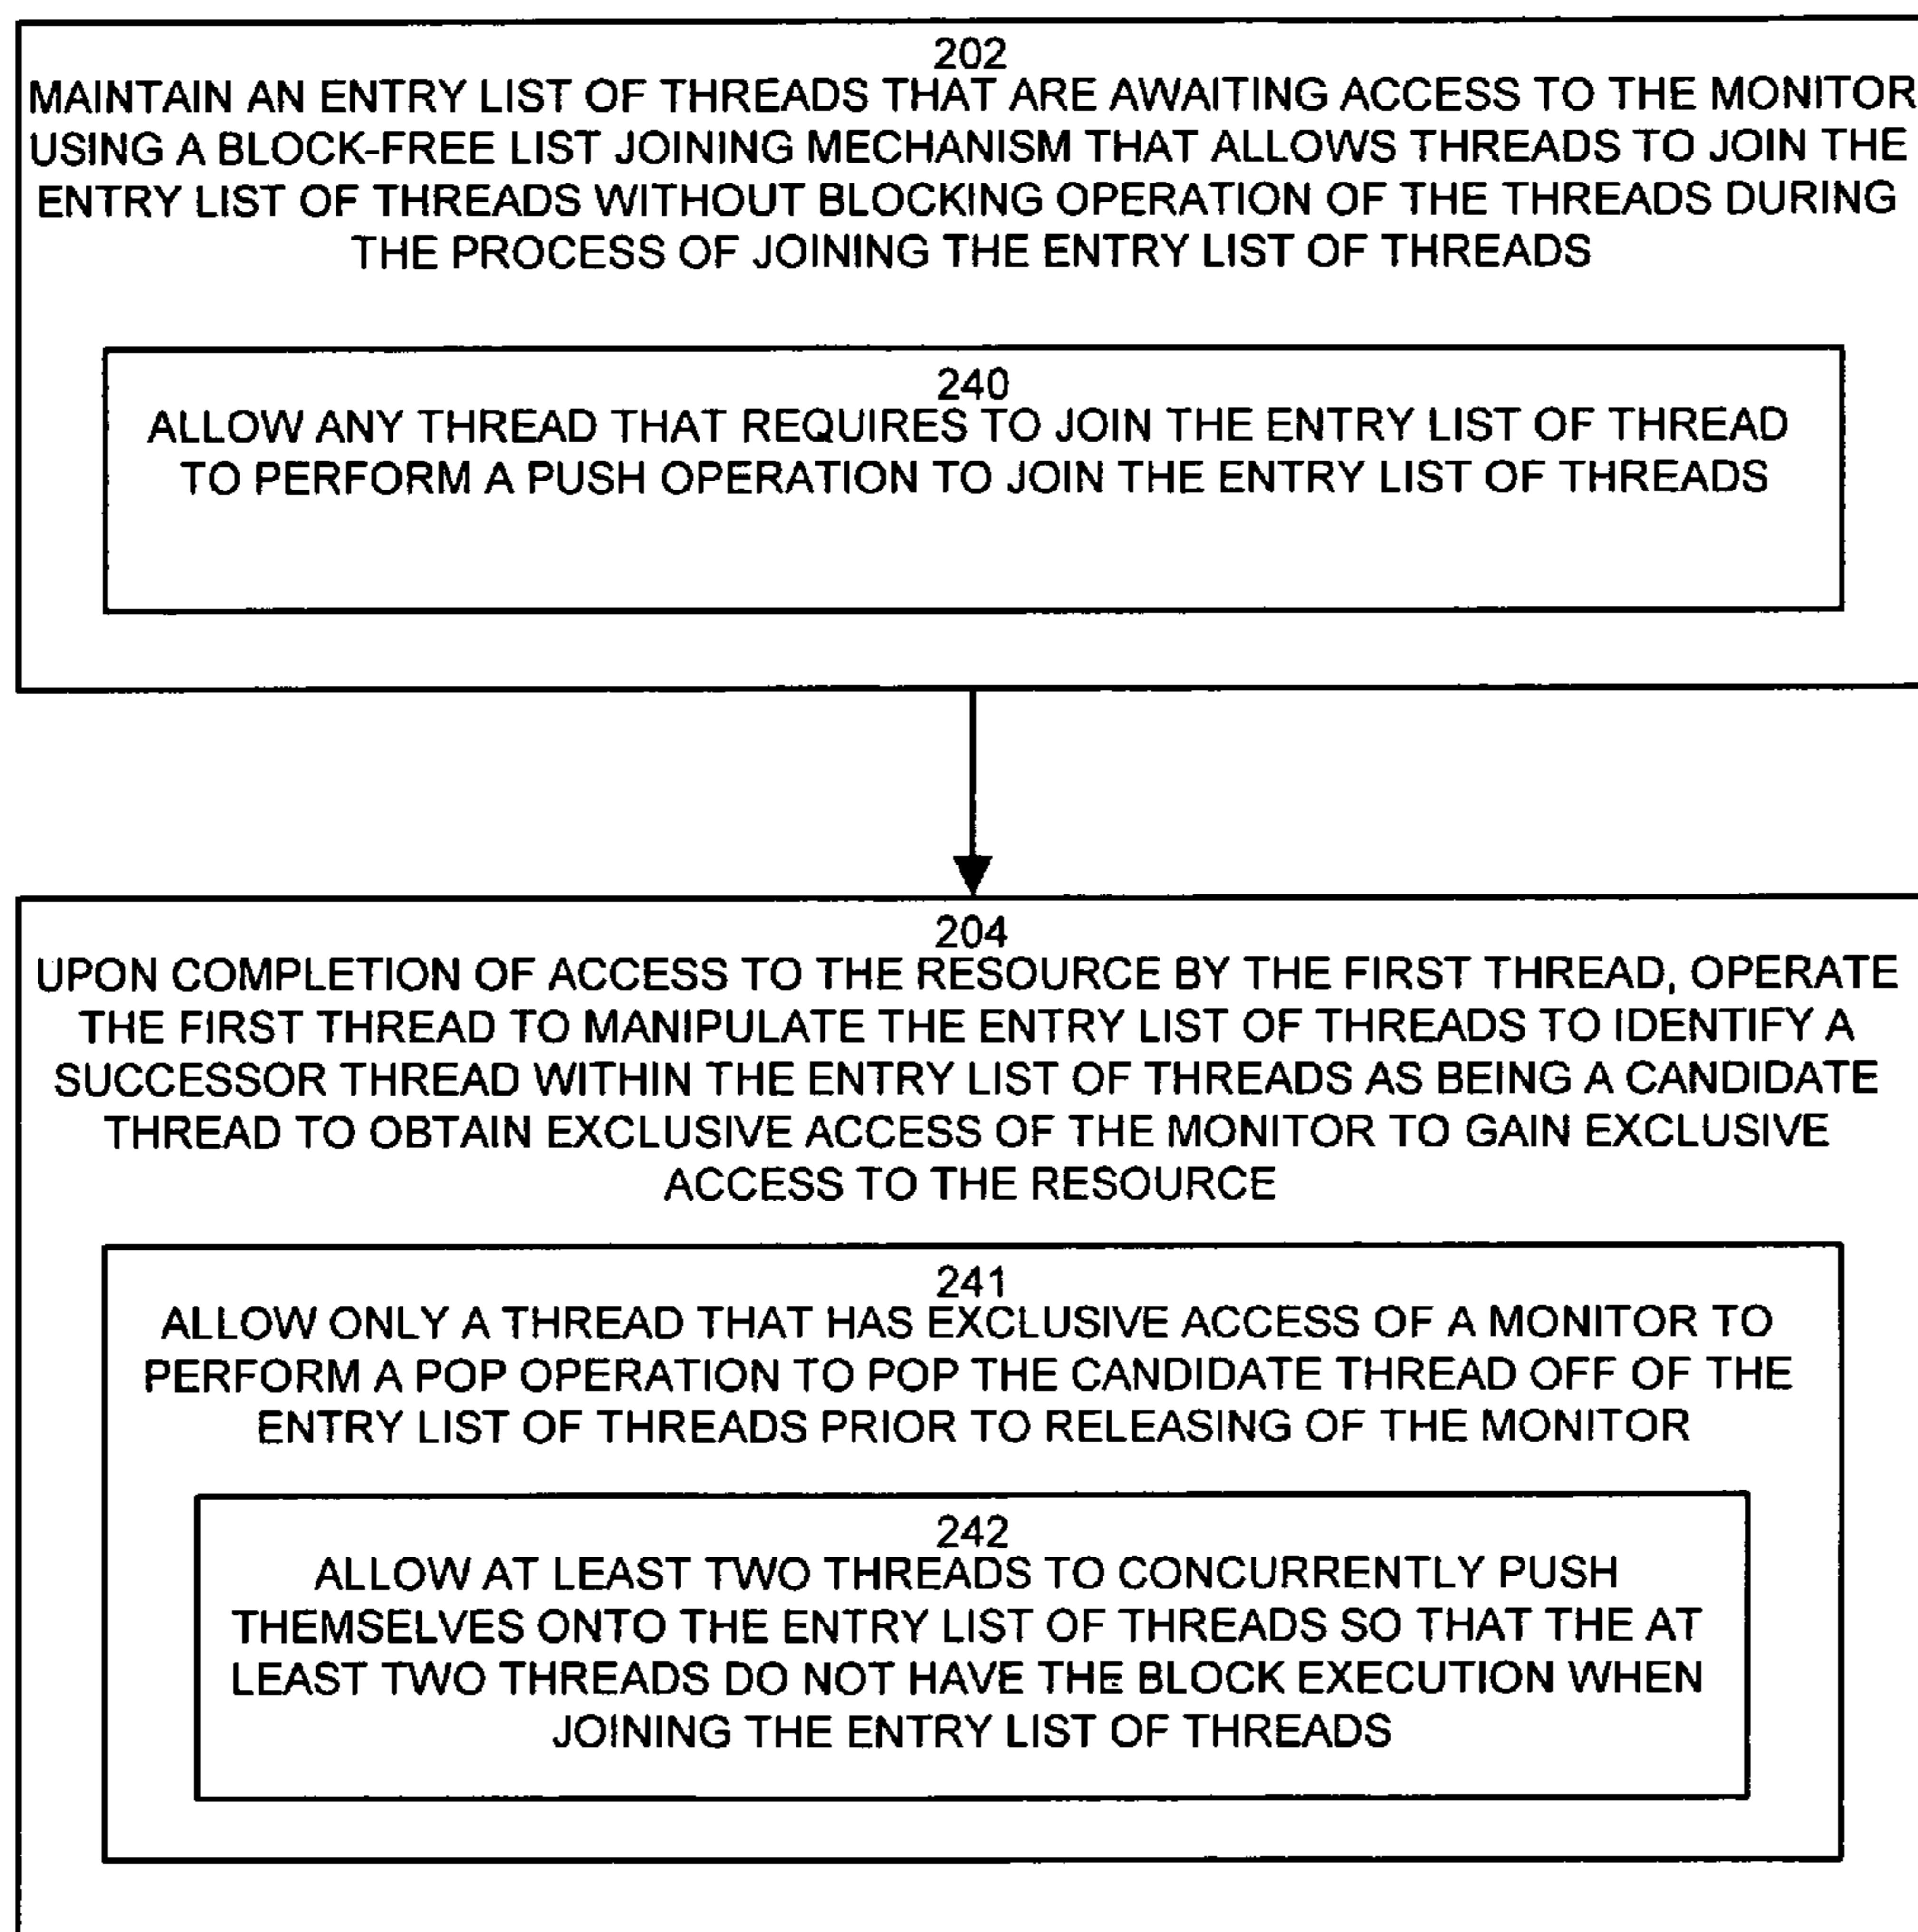 202
MAINTAIN AN ENTRY LIST OF THREADS THAT ARE AWAITING ACCESS TO THE MONITOR
USING A BLOCK-FREE LIST JOINING MECHANISM THAT ALLOWS THREADS TO JOIN THE
ENTRY LIST OF THREADS WITHOUT BLOCKING OPERATION OF THE THREADS DURING
THE PROCESS OF JOINING THE ENTRY LIST OF THREADS
240
ALLOW ANY THREAD THAT REQUIRES TO JOIN THE ENTRY LIST OF THREAD
TO PERFORM A PUSH OPERATION TO JOIN THE ENTRY LIST OF THREADS
204
UPON COMPLETION OF ACCESS TO THE RESOURCE BY THE FIRST THREAD, OPERATE
THE FIRST THREAD TO MANIPULATE THE ENTRY LIST OF THREADS TO IDENTIFY A
SUCCESSOR THREAD WITHIN THE ENTRY LIST OF THREADS AS BEING A CANDIDATE
THREAD TO OBTAIN EXCLUSIVE ACCESS OF THE MONITOR TO GAIN EXCLUSIVE
ACCESS TO THE RESOURCE
241
ALLOW ONLY A THREAD THAT HAS EXCLUSIVE ACCESS OF A MONITOR TO
PERFORM A POP OPERATION TO POP THE CANDIDATE THREAD OFF OF THE
ENTRY LIST OF THREADS PRIOR TO RELEASING OF THE MONITOR
242
ALLOW AT LEAST TWO THREADS TO CONCURRENTLY PUSH
THEMSELVES ONTO THE ENTRY LIST OF THREADS SO THAT THE AT
LEAST TWO THREADS DO NOT HAVE THE BLOCK EXECUTION WHEN
JOINING THE ENTRY LIST OF THREADS